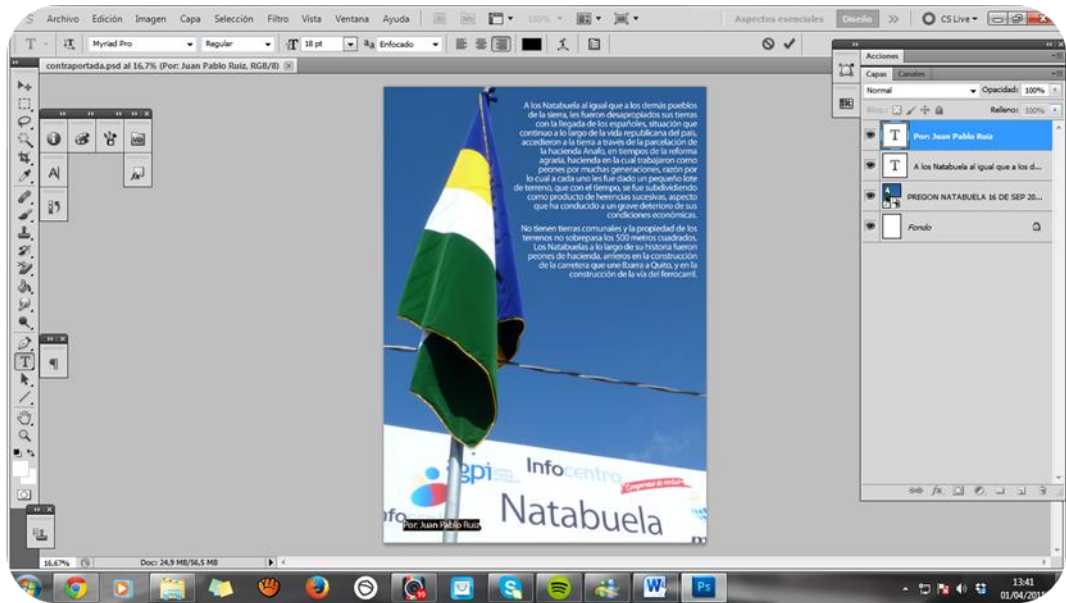 Archivo Edición Imagen Capa Selección Filtro Vista Ventana Ayuda 100% Aspectos esenciales Diseño CS Live
Myriad Pro Regular 18 pt Enfocado
contraportada.psd al 16,7% (Por: Juan Pablo Ruiz, RGB/8)
A los Natabuela al igual que a los demás pueblos
de la sierra, les fueron desapropiados sus tierras
con la llegada de los españoles, situación que
continuo a lo largo de la vida republicana del país,
accedieron a la tierra a través de la parcelación de
la hacienda Anafo, en tiempos de la reforma
agraria, hacienda en la cual trabajaron como
peones por muchas generaciones, razón por
lo cual a cada uno les fue dado un pequeño lote
de terreno, que con el tiempo, se fue subdividiendo
como producto de herencias sucesivas, aspecto
que ha conducido a un grave deterioro de sus
condiciones económicas.
No tienen tierras comunales y la propiedad de los
terrenos no sobrepasa los 500 metros cuadrados.
Los Natabuelas a lo largo de su historia fueron
peones de hacienda, arrieros en la construcción
de la carretera que une Ibarra a Quito, y en la
construcción de la vía del ferrocarril.
gpi
Infocentro
Natabuela
Por: Juan Pablo Ruiz
Acciones
Capas Canales
Normal Opacidad: 100%
Bloq.: Relleno: 100%
Por: Juan Pablo Ruiz
A los Natabuela al igual que a los d...
PREGON NATABUELA 16 DE SEP 20...
Fondo
16,67% Doc: 24,9 MB/56,5 MB
13:41